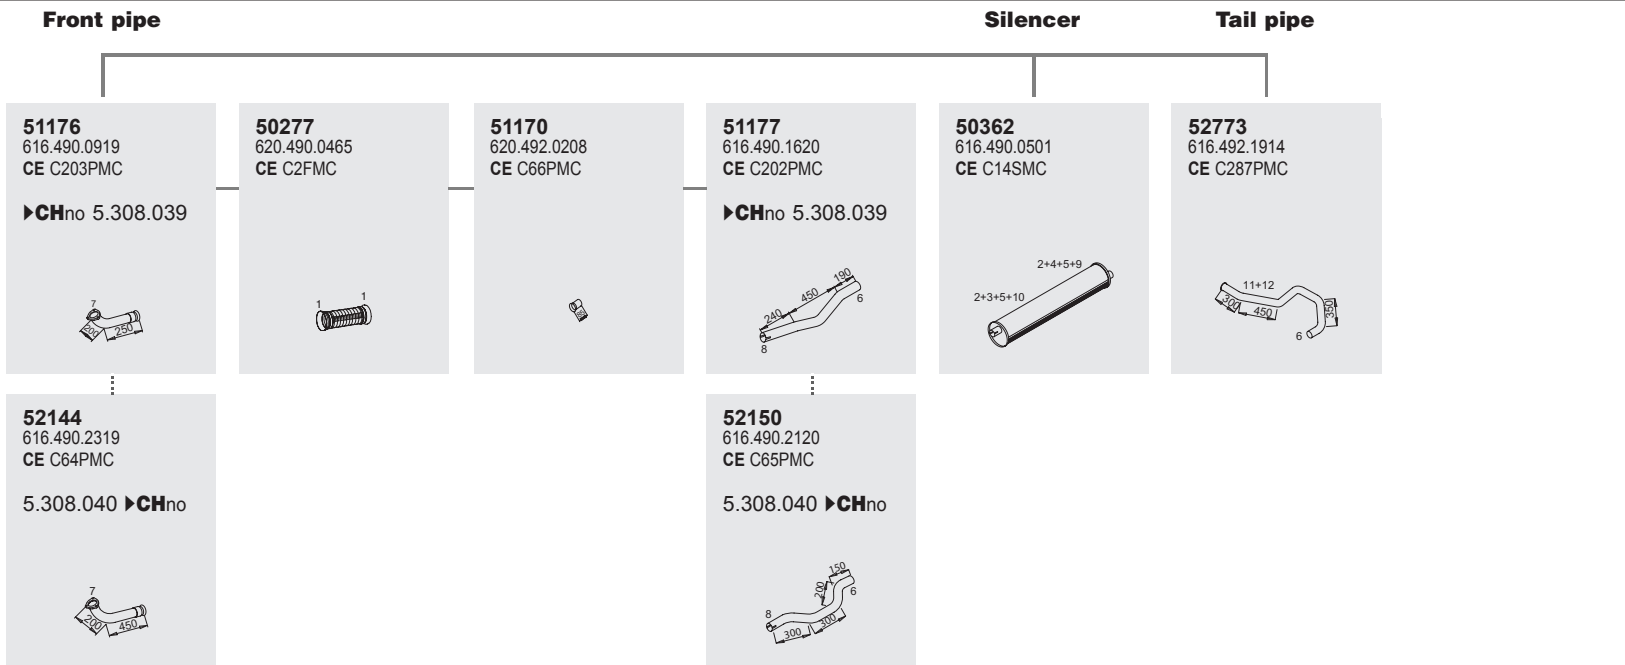 Front pipe
Silencer
Tail pipe
51176
616.490.0919
CE C203PMC
▶CHno 5.308.039
7
200
250
50277
620.490.0465
CE C2FMC
1
1
51170
620.492.0208
CE C66PMC
51177
616.490.1620
CE C202PMC
▶CHno 5.308.039
190
450
240
6
8
50362
616.490.0501
CE C14SMC
2+4+5+9
2+3+5+10
52773
616.492.1914
CE C287PMC
11+12
300
450
350
6
52144
616.490.2319
CE C64PMC
5.308.040 ▶CHno
7
200
450
52150
616.490.2120
CE C65PMC
5.308.040 ▶CHno
150
200
6
8
300
300